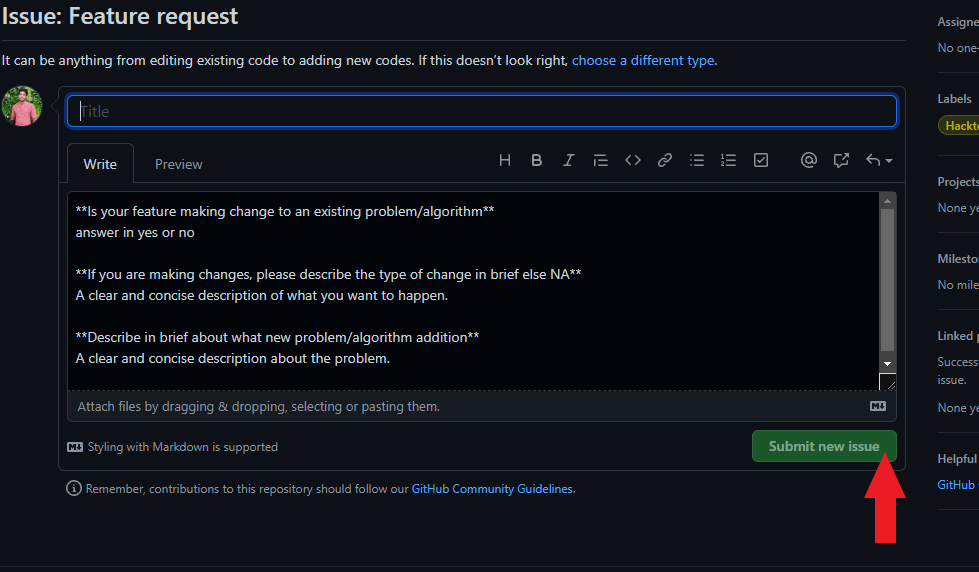 Issue: Feature request
It can be anything from editing existing code to adding new codes. If this doesn't look right, choose a different type.
Title
Write Preview
**Is your feature making change to an existing problem/algorithm**
answer in yes or no
**If you are making changes, please describe the type of change in brief else NA**
A clear and concise description of what you want to happen.
**Describe in brief about what new problem/algorithm addition**
A clear and concise description about the problem.
Attach files by dragging & dropping, selecting or pasting them.
Styling with Markdown is supported
Submit new issue
Remember, contributions to this repository should follow our GitHub Community Guidelines.
Assigne
No one-
Labels
Hackto
Projects
None ye
Milesto
No mile
Linked p
Success
issue.
None ye
Helpful
GitHub